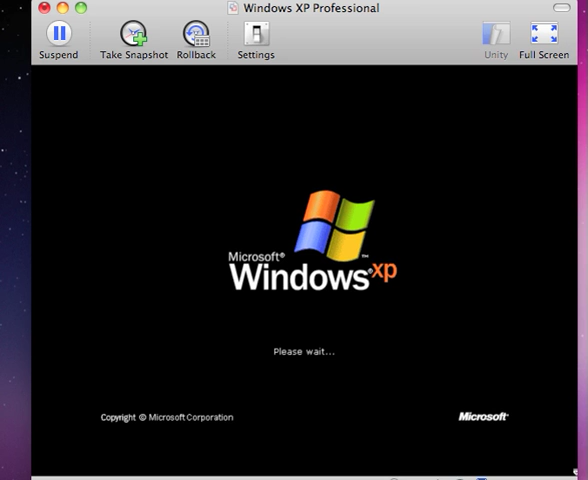 Windows XP Professional
Suspend Take Snapshot Rollback Settings Unity Full Screen
Microsoft®
Windows®xp™
Please wait...
Copyright © Microsoft Corporation Microsoft®